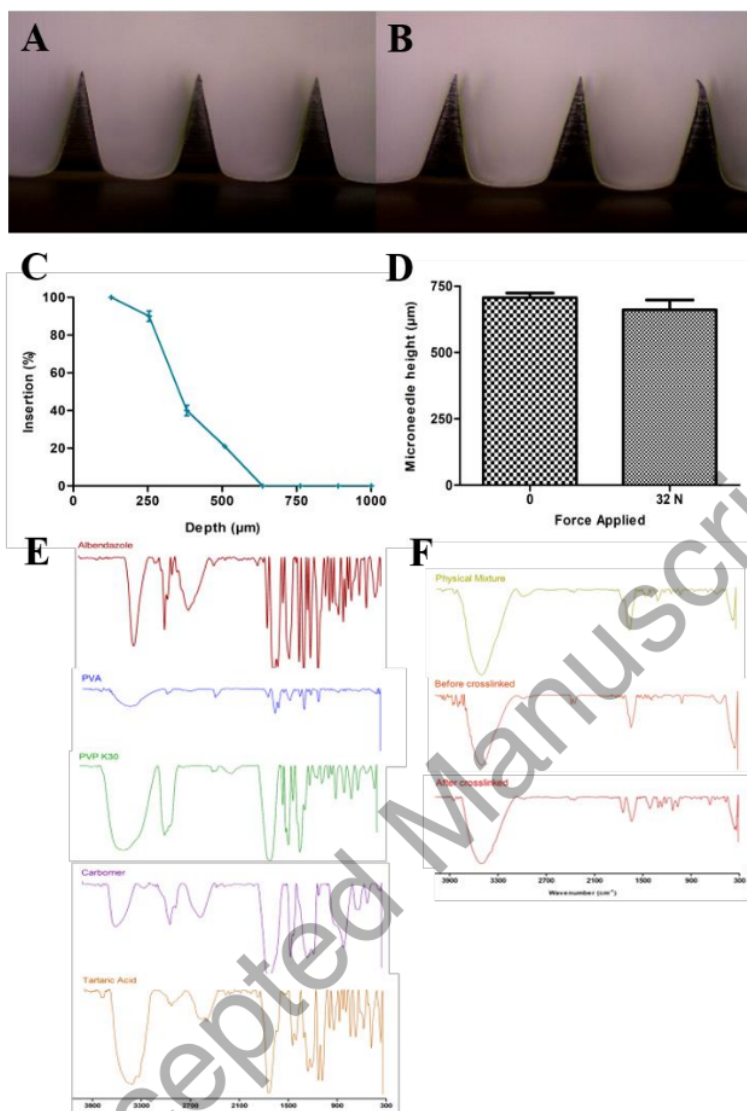 A
B
C
100
80
60
40
20
0
Insertion (%)
0
250
500
750
1000
Depth (µm)
D
750
500
250
0
Microneedle height (µm)
0
32 N
Force Applied
E
Albendazole
PVA
PVP K30
Carbomer
Tartaric Acid
3900 3300 2700 2100 1500 900 300
F
Physical Mixture
Before crosslinked
After crosslinked
3900 3300 2700 2100 1500 900 300
Wavenumber (cm⁻¹)
cepted Manuscri